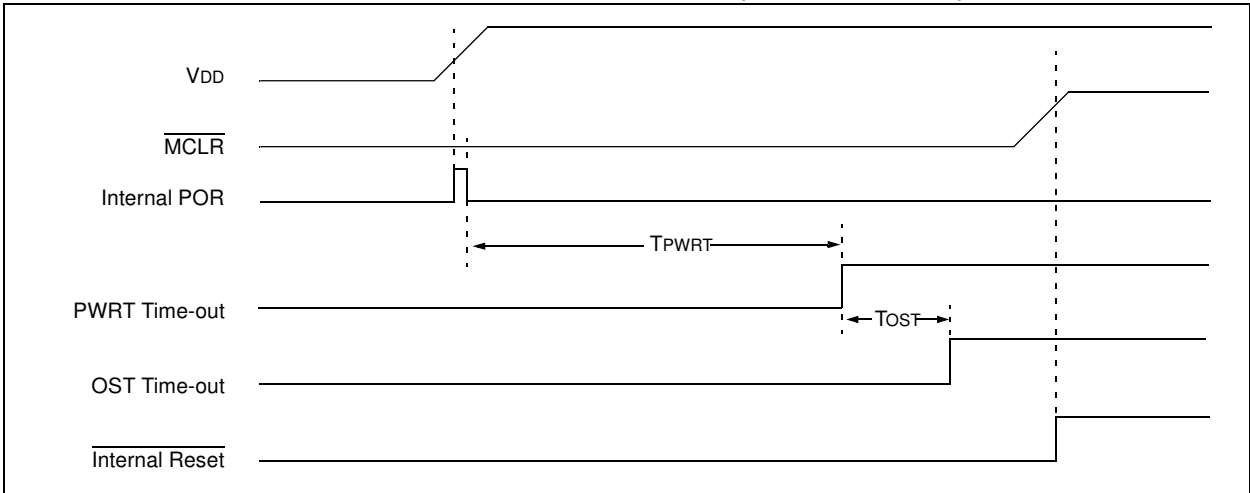 VDD
MCLR
Internal POR
TPWRT
PWRT Time-out
TOST
OST Time-out
Internal Reset